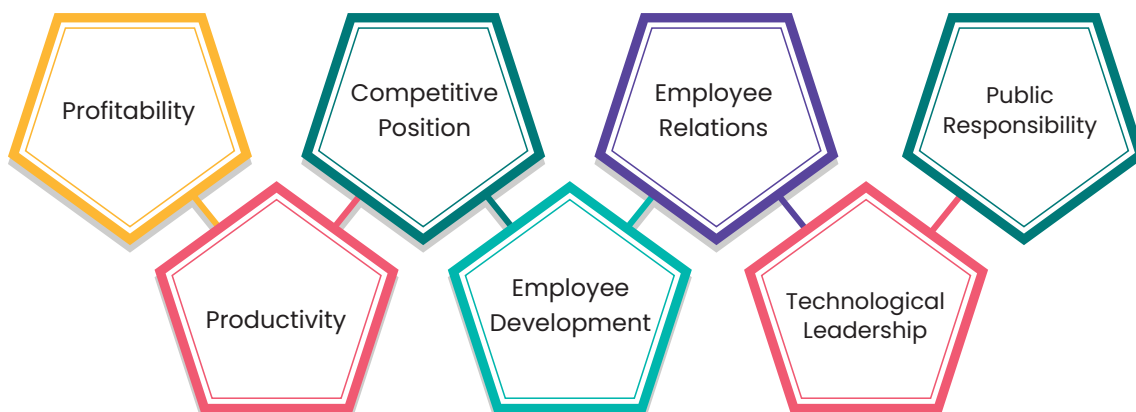 Profitability
Competitive
Position
Employee
Relations
Public
Responsibility
Productivity
Employee
Development
Technological
Leadership